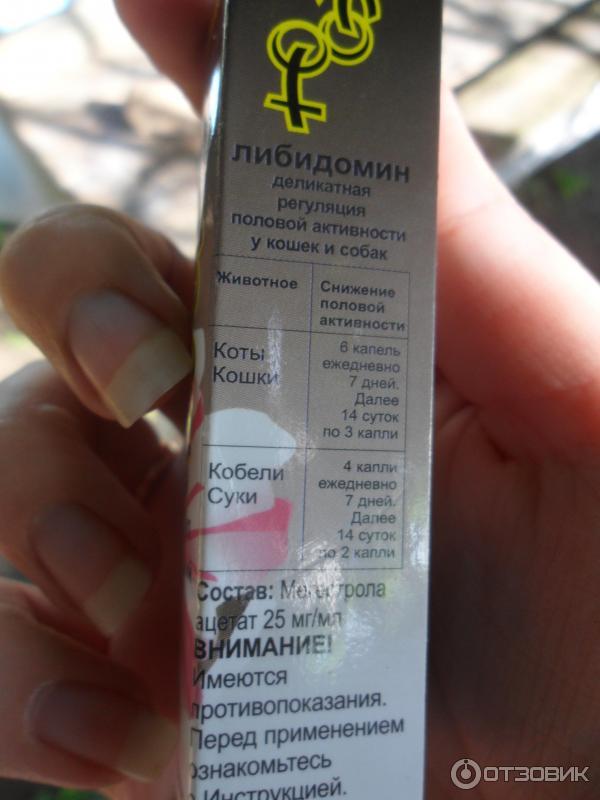 либидомин
деликатная
регуляция
половой активности
у кошек и собак
Животное
Снижение
половой
активности
Коты
Кошки
6 капель
ежедневно
7 дней.
Далее
14 суток
по 3 капли
Кобели
Суки
4 капли
ежедневно
7 дней.
Далее
14 суток
по 2 капли
Состав: Мегестрола
ацетат 25 мг/мл
ВНИМАНИЕ!
Имеются
противопоказания.
Перед применением
ознакомьтесь
с Инструкцией.
ОТЗОВИК